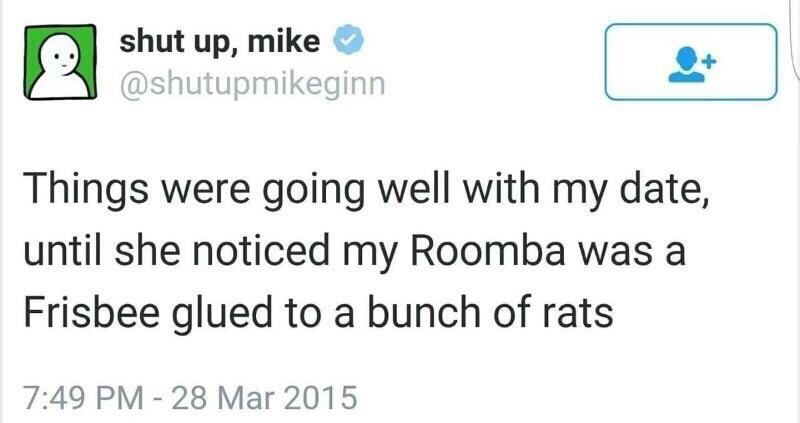 shut up, mike
@shutupmikeginn
Things were going well with my date,
until she noticed my Roomba was a
Frisbee glued to a bunch of rats
7:49 PM - 28 Mar 2015